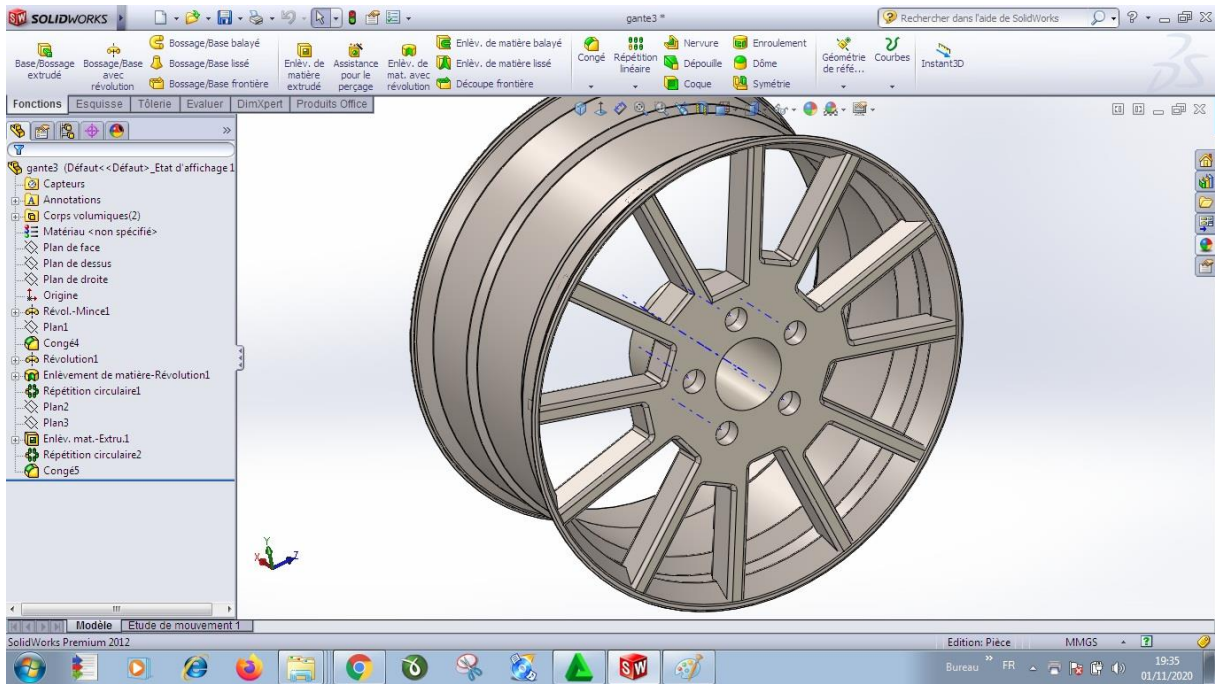 SOLIDWORKS
gante3 *
Rechercher dans l'aide de SolidWorks
Base/Bossage extrudé
Bossage/Base avec révolution
Bossage/Base balayé
Bossage/Base lissé
Bossage/Base frontière
Enlèv. de matière extrudé
Assistance pour le perçage
Enlèv. de mat. avec révolution
Enlèv. de matière balayé
Enlèv. de matière lissé
Découpe frontière
Congé
Répétition linéaire
Nervure
Dépouille
Coque
Enroulement
Dôme
Symétrie
Géométrie de réfé...
Courbes
Instant3D
Fonctions Esquisse Tôlerie Evaluer DimXpert Produits Office
gante3 (Défaut<<Défaut>_Etat d'affichage 1
Capteurs
Annotations
Corps volumiques(2)
Matériau <non spécifié>
Plan de face
Plan de dessus
Plan de droite
Origine
Révol.-Mince1
Plan1
Congé4
Révolution1
Enlèvement de matière-Révolution1
Répétition circulaire1
Plan2
Plan3
Enlèv. mat.-Extru.1
Répétition circulaire2
Congé5
Y
X
Z
Modèle Etude de mouvement 1
SolidWorks Premium 2012
Edition: Pièce
MMGS
Bureau
FR
19:35
01/11/2020